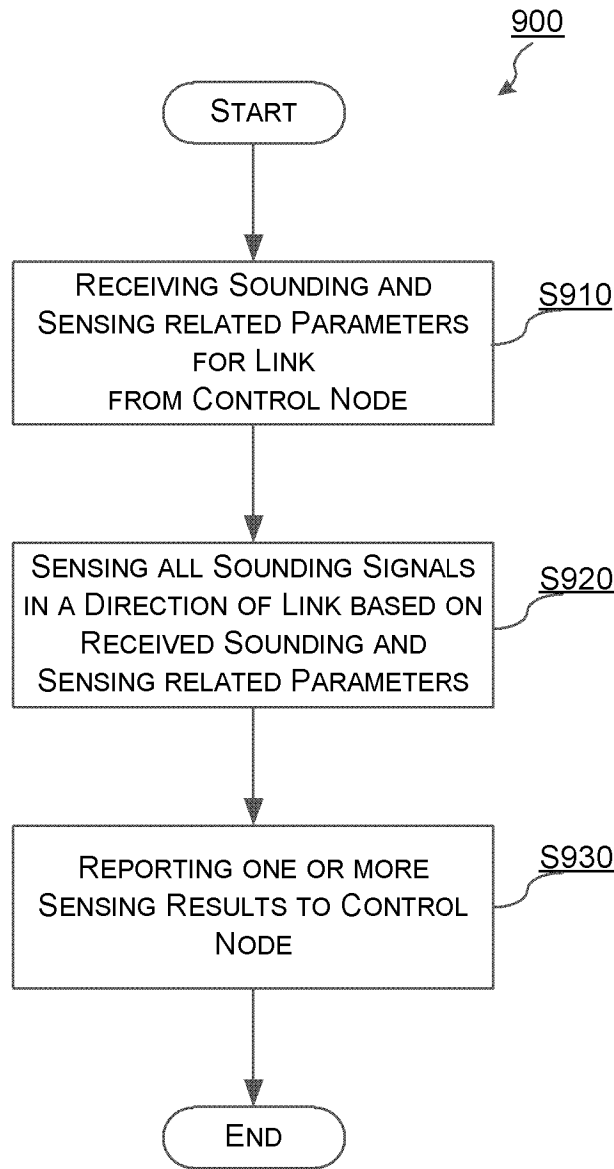 900
START
RECEIVING SOUNDING AND
SENSING RELATED PARAMETERS
FOR LINK
FROM CONTROL NODE
S910
SENSING ALL SOUNDING SIGNALS
IN A DIRECTION OF LINK BASED ON
RECEIVED SOUNDING AND
SENSING RELATED PARAMETERS
S920
REPORTING ONE OR MORE
SENSING RESULTS TO CONTROL
NODE
S930
END